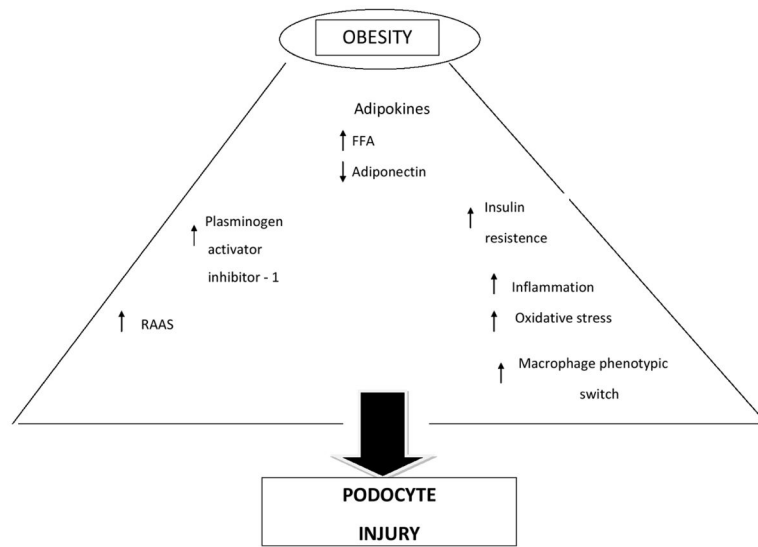 OBESITY
Adipokines
↑ FFA
↓ Adiponectin
↑ Plasminogen
activator
inhibitor - 1
↑ RAAS
↑ Insulin
resistence
↑ Inflammation
↑ Oxidative stress
↑ Macrophage phenotypic
switch
PODOCYTE
INJURY